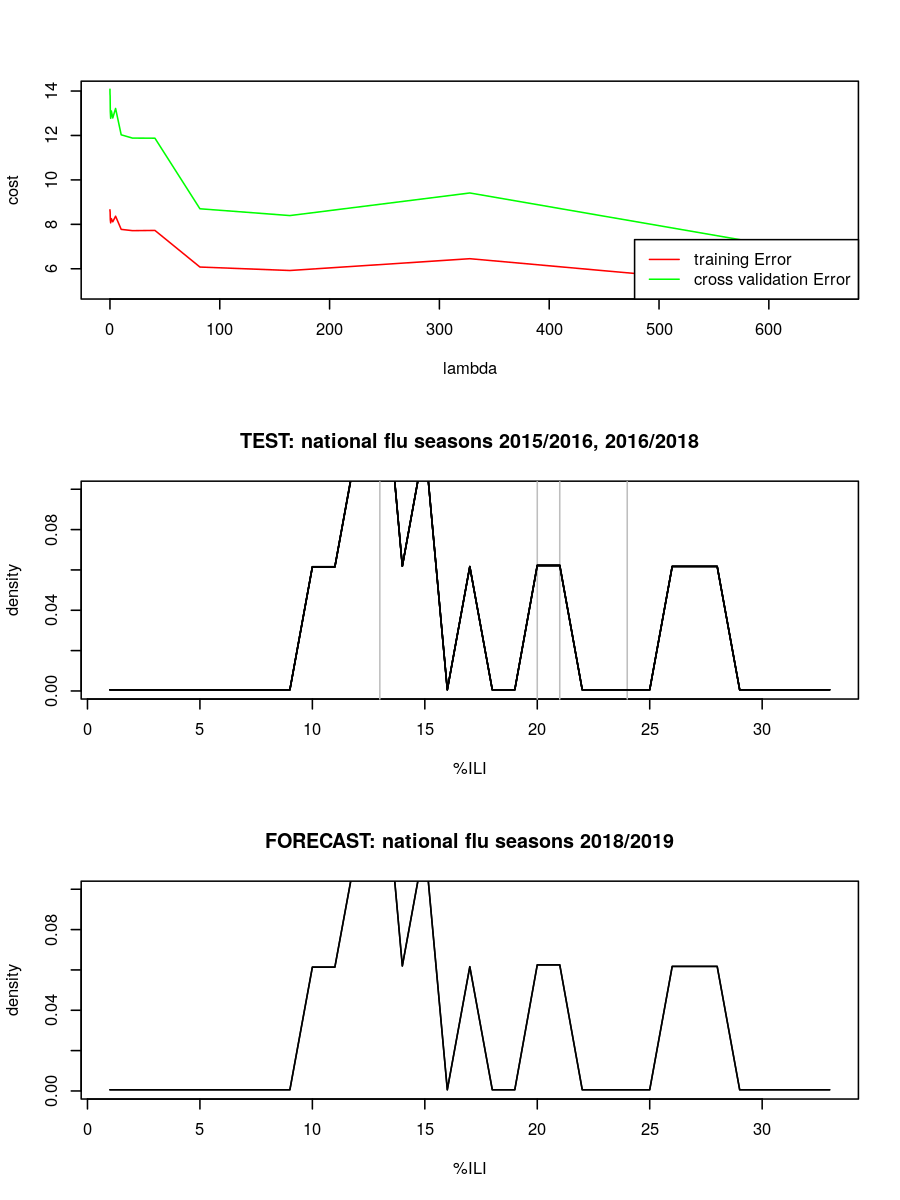 14
12
10
8
6
cost
training Error
cross validation Error
0 100 200 300 400 500 600
lambda
TEST: national flu seasons 2015/2016, 2016/2018
0.08
0.04
0.00
density
0 5 10 15 20 25 30
%ILI
FORECAST: national flu seasons 2018/2019
0.08
0.04
0.00
density
0 5 10 15 20 25 30
%ILI